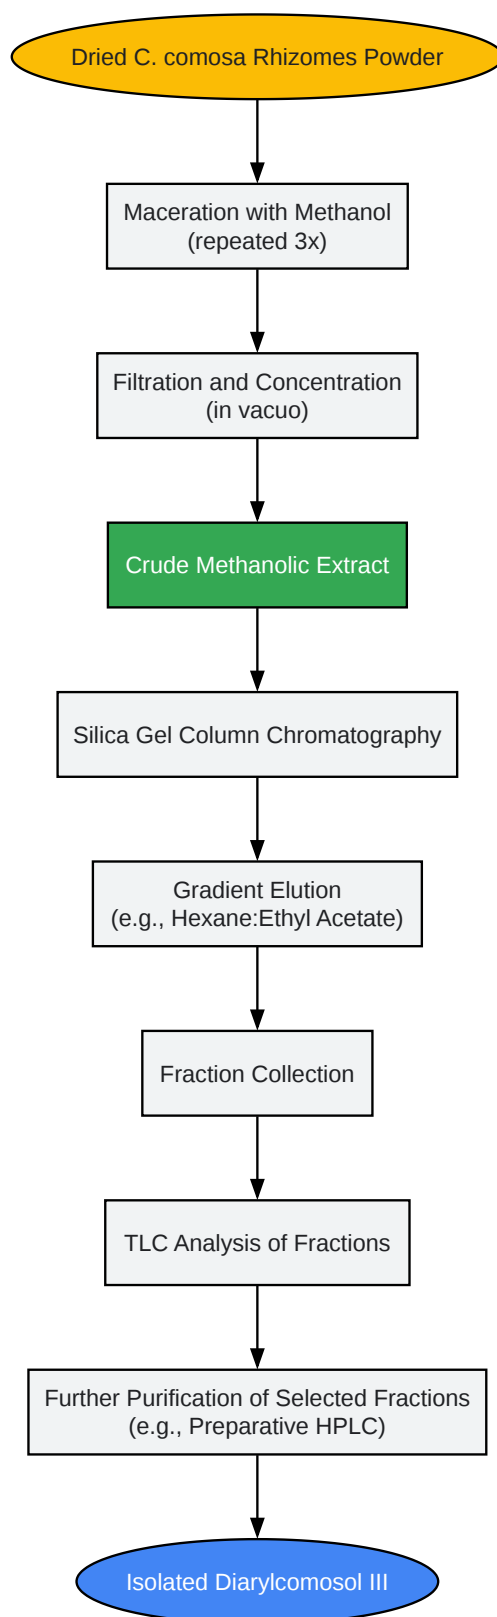 Dried C. comosa Rhizomes Powder
Maceration with Methanol
(repeated 3x)
Filtration and Concentration
(in vacuo)
Crude Methanolic Extract
Silica Gel Column Chromatography
Gradient Elution
(e.g., Hexane:Ethyl Acetate)
Fraction Collection
TLC Analysis of Fractions
Further Purification of Selected Fractions
(e.g., Preparative HPLC)
Isolated Diarylcomosol III